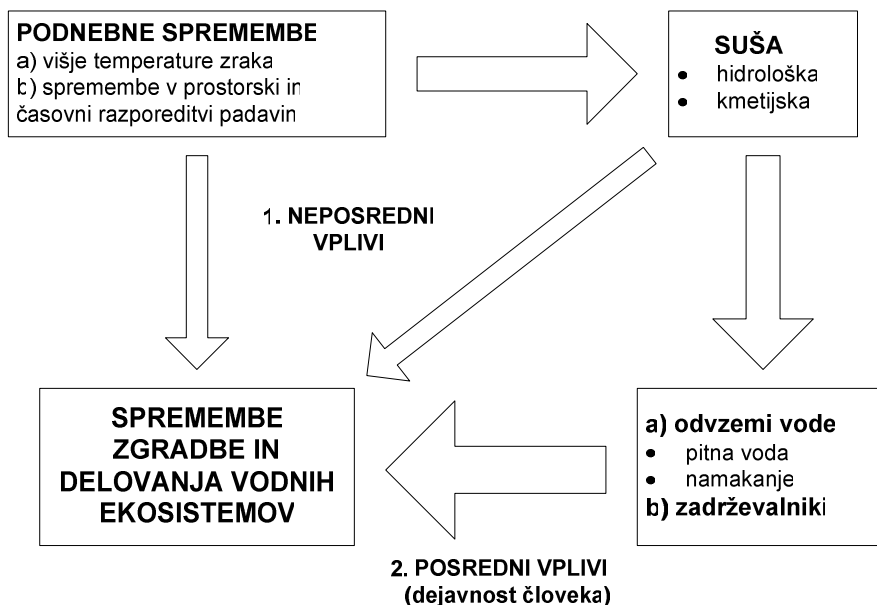 PODNEBNE SPREMEMBE
a) višje temperature zraka
b) spremembe v prostorski in
časovni razporeditvi padavin
SUŠA
• hidrološka
• kmetijska
1. NEPOSREDNI
VPLIVI
SPREMEMBE
ZGRADBE IN
DELOVANJA VODNIH
EKOSISTEMOV
a) odvzemi vode
• pitna voda
• namakanje
b) zadrževalniki
2. POSREDNI VPLIVI
(dejavnost človeka)